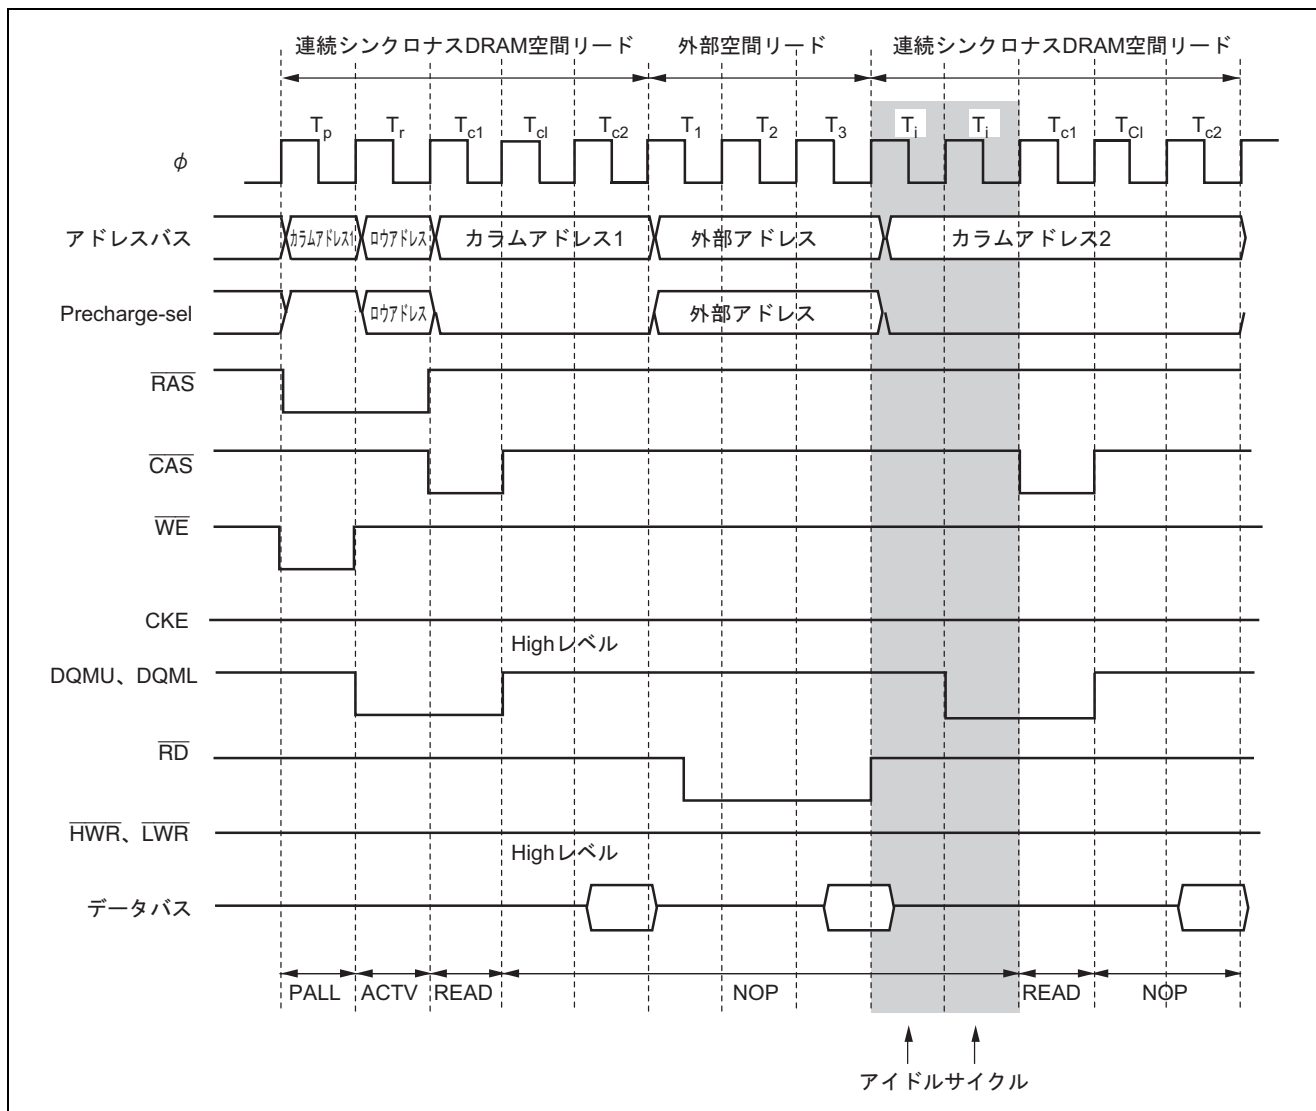 連続シンクロナスDRAM空間リード 外部空間リード 連続シンクロナスDRAM空間リード
Tp Tr Tc1 Tcl Tc2 T1 T2 T3 Ti Ti Tc1 TCl Tc2
φ
アドレスバス カラムアドレス1 ロウアドレス カラムアドレス1 外部アドレス カラムアドレス2
Precharge-sel ロウアドレス 外部アドレス
RAS
CAS
WE
CKE
Highレベル
DQMU、DQML
RD
HWR、LWR
Highレベル
データバス
PALL ACTV READ NOP READ NOP
アイドルサイクル